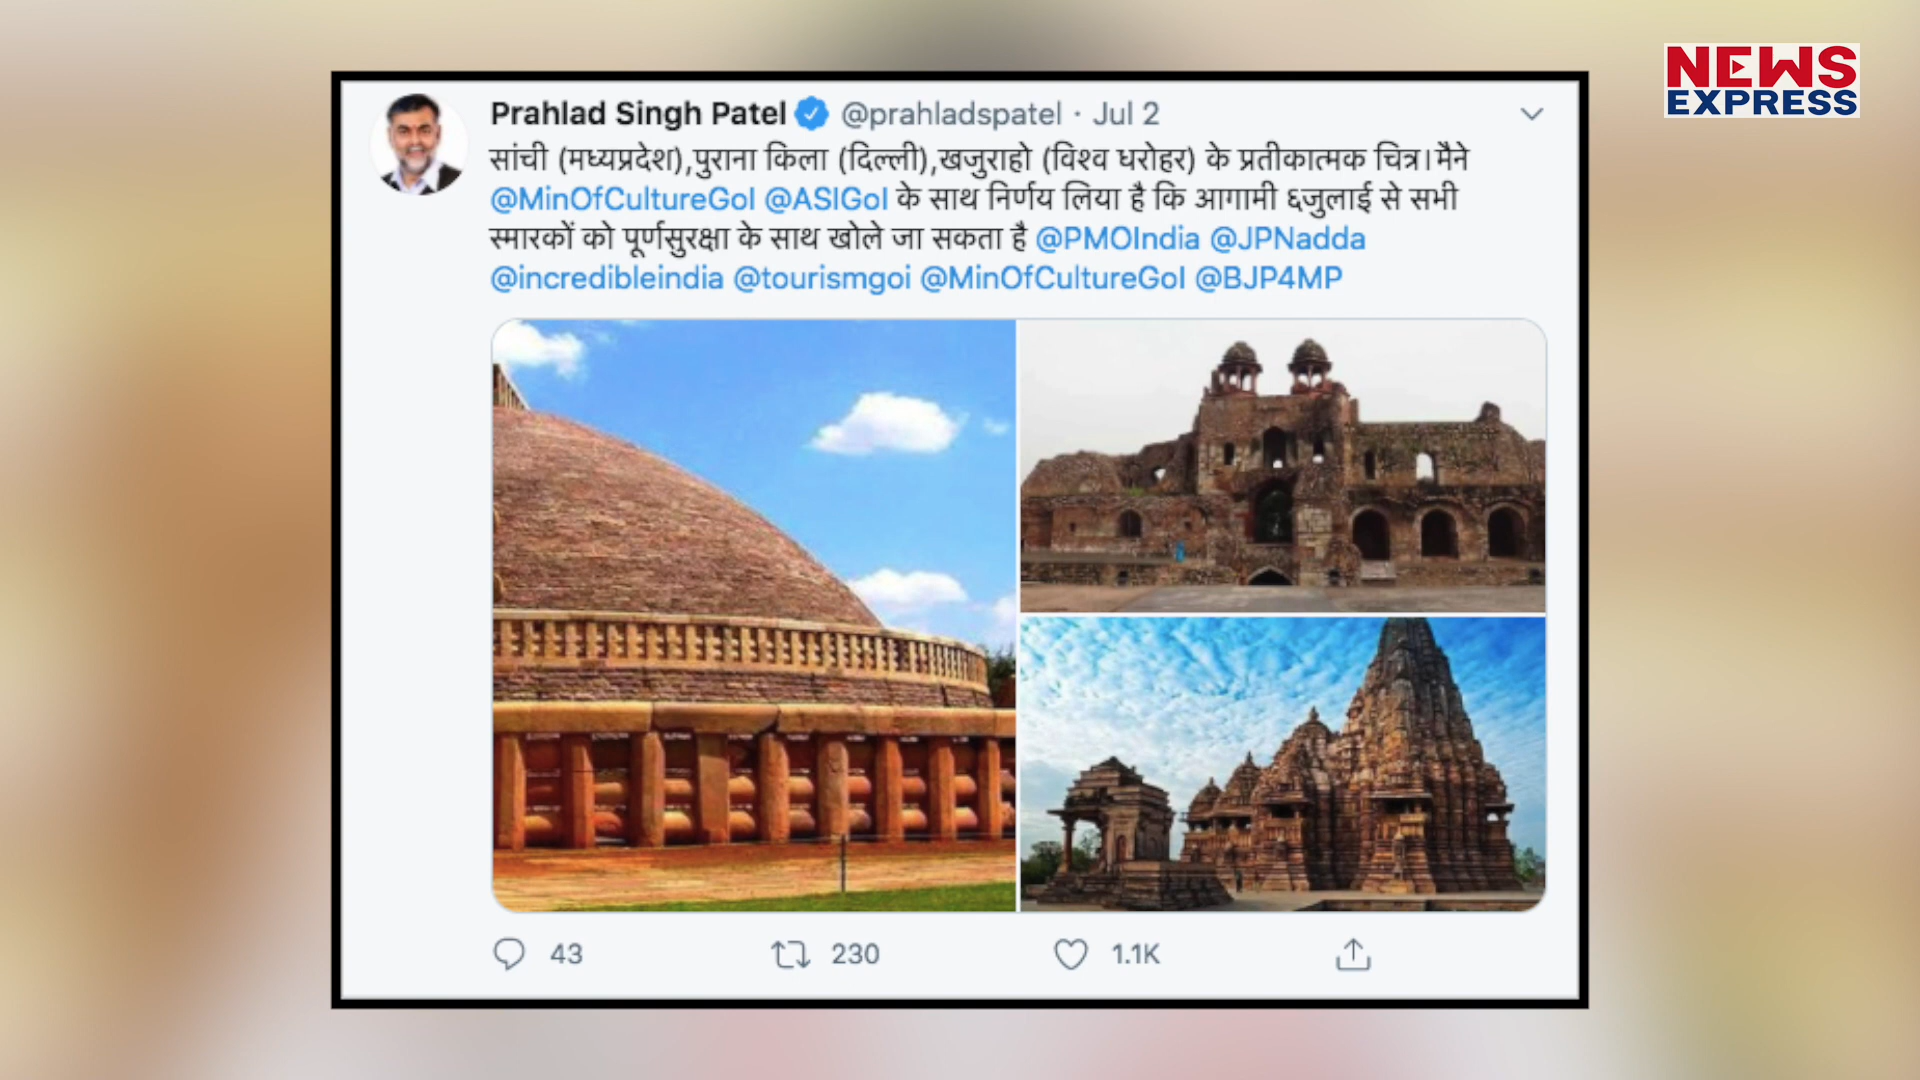 NEWS
EXPRESS
Prahlad Singh Patel @prahladspatel · Jul 2
सांची (मध्यप्रदेश),पुराना किला (दिल्ली),खजुराहो (विश्व धरोहर) के प्रतीकात्मक चित्र।मैने
@MinOfCultureGoI @ASIGoI के साथ निर्णय लिया है कि आगामी ६जुलाई से सभी
स्मारकों को पूर्णसुरक्षा के साथ खोले जा सकता है @PMOIndia @JPNadda
@incredibleindia @tourismgoi @MinOfCultureGoI @BJP4MP
43 230 1.1K